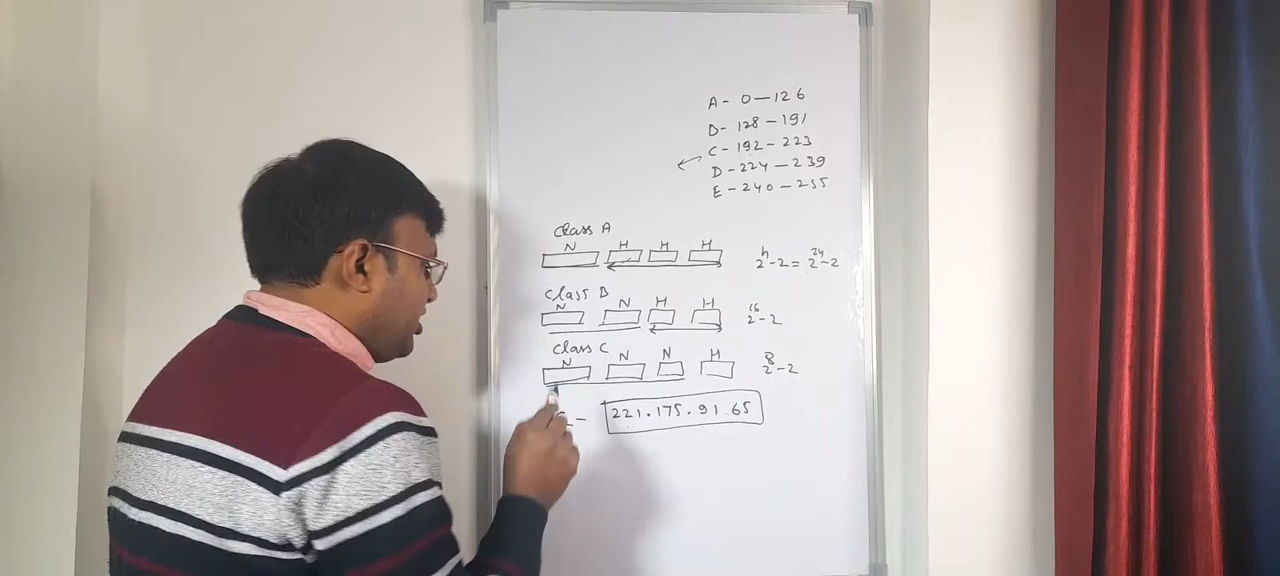 A - 0 — 126
D - 128 - 191
C - 192 - 223
D - 224 - 239
E - 240 - 255
class A
N H H H
2^h - 2 = 2^24 - 2
class B
N N H H
2^16 - 2
class C
N N N H
2^8 - 2
221.175.91.65